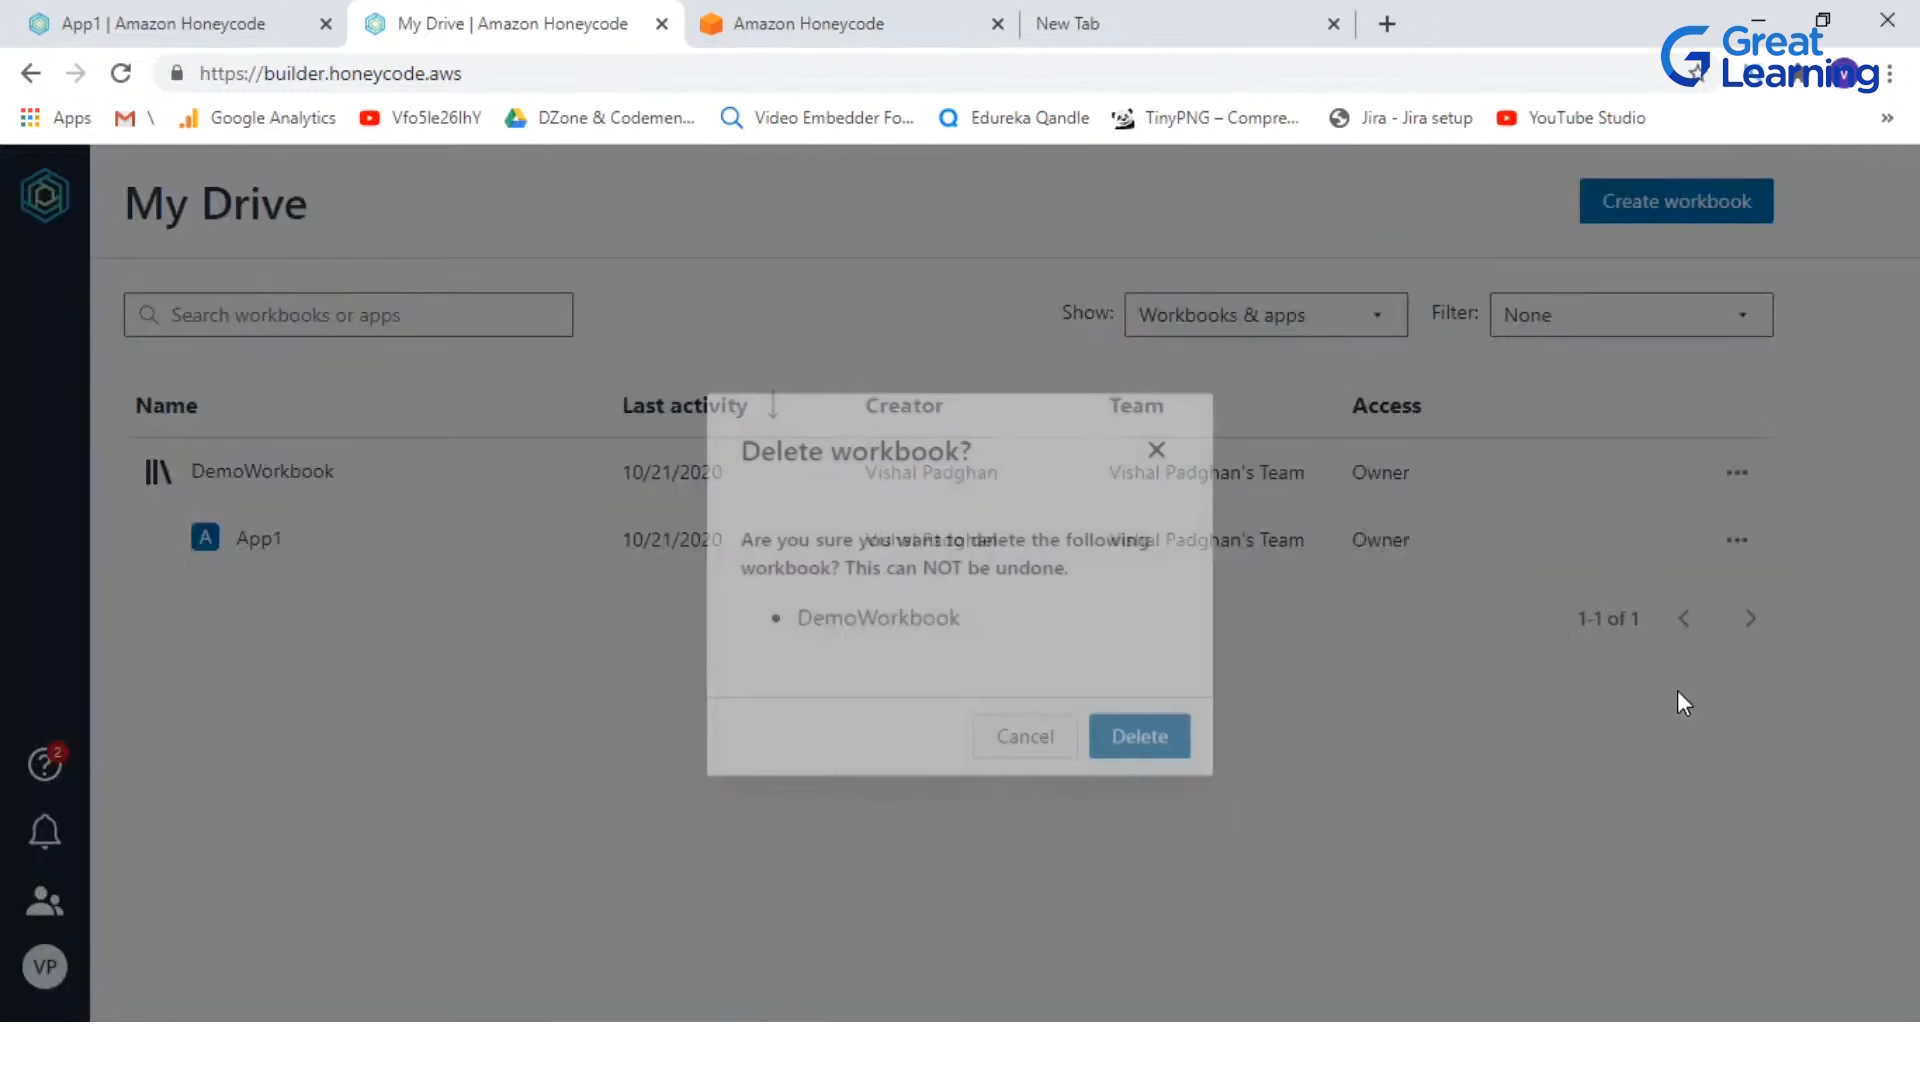 App1 | Amazon Honeycode
My Drive | Amazon Honeycode
Amazon Honeycode
New Tab
Great Learning
https://builder.honeycode.aws
V
Apps
\
Google Analytics
Vfo5Ie26IhY
DZone & Codemen...
Video Embedder Fo...
Edureka Qandle
TinyPNG – Compre...
Jira - Jira setup
YouTube Studio
My Drive
Create workbook
Search workbooks or apps
Show:
Workbooks & apps
Filter:
None
Name
Last activity
Creator
Team
Access
Delete workbook?
DemoWorkbook
10/21/2020
Vishal Padghan
Vishal Padghan's Team
Owner
A
App1
10/21/2020
Vishal Padghan's Team
Owner
Are you sure you want to delete the following
workbook? This can NOT be undone.
DemoWorkbook
1-1 of 1
Cancel
Delete
2
VP